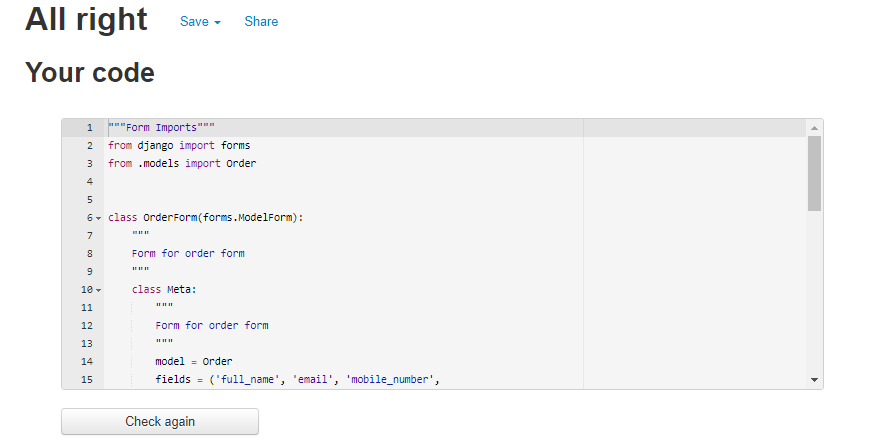 All right Save Share
Your code
1 """Form Imports"""
2 from django import forms
3 from .models import Order
4
5
6 class OrderForm(forms.ModelForm):
7 """
8 Form for order form
9 """
10 class Meta:
11 """
12 Form for order form
13 """
14 model = Order
15 fields = ('full_name', 'email', 'mobile_number',
Check again